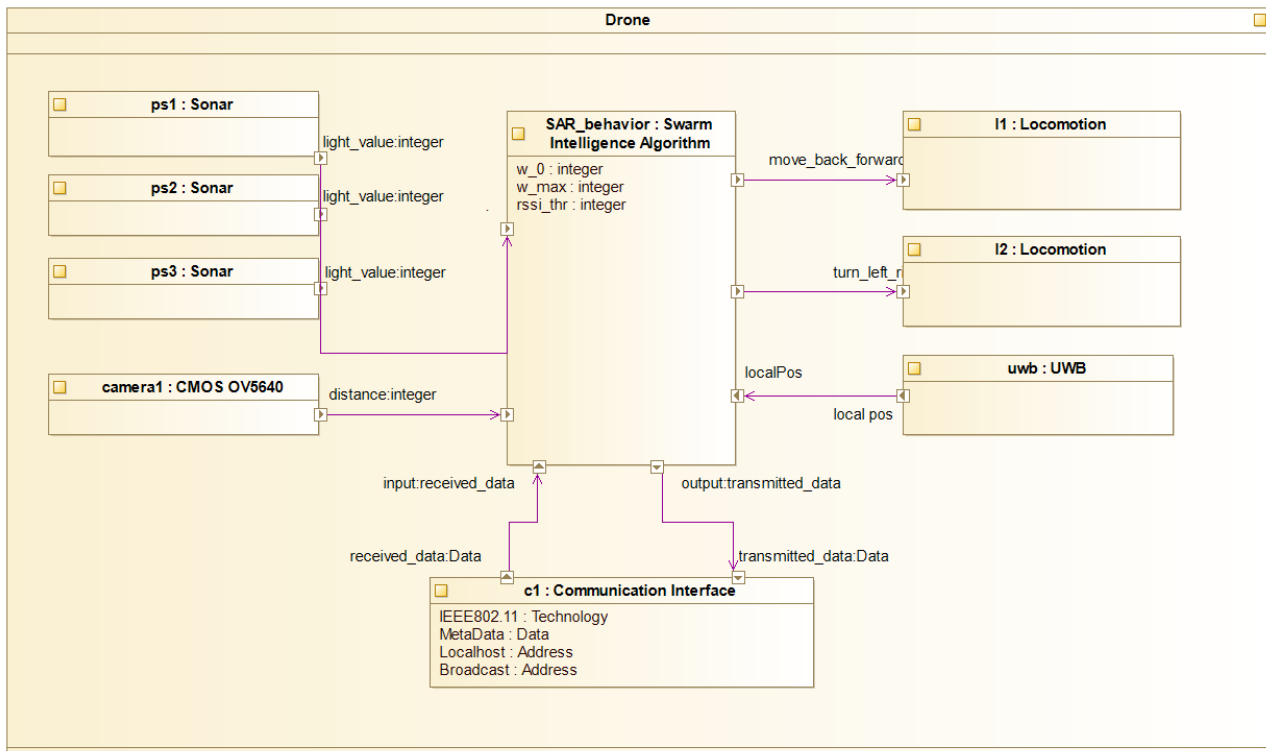 Drone
ps1 : Sonar
light_value:integer
ps2 : Sonar
light_value:integer
ps3 : Sonar
light_value:integer
camera1 : CMOS OV5640
distance:integer
SAR_behavior : Swarm
Intelligence Algorithm
w_0 : integer
w_max : integer
rssi_thr : integer
move_back_forward
l1 : Locomotion
turn_left_ri
l2 : Locomotion
localPos
local pos
uwb : UWB
input:received_data
output:transmitted_data
received_data:Data
transmitted_data:Data
c1 : Communication Interface
IEEE802.11 : Technology
MetaData : Data
Localhost : Address
Broadcast : Address